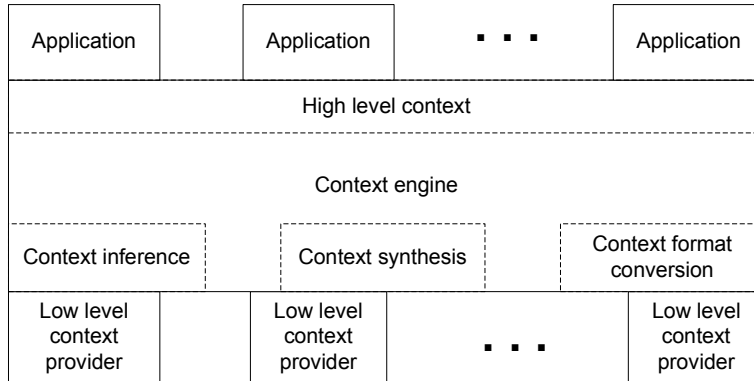 Application Application ... Application
High level context
Context engine
Context inference Context synthesis Context format
conversion
Low level Low level Low level
context context ... context
provider provider provider